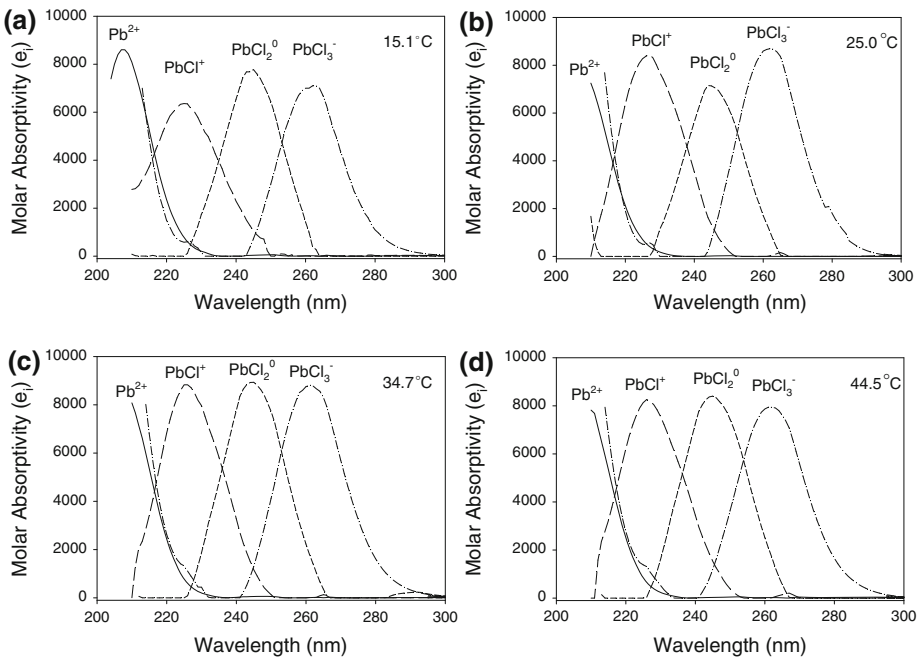 (a)
10000
8000
6000
4000
2000
0
Molar Absorptivity (eᵢ)
Pb²⁺
PbCl⁺
PbCl₂⁰
PbCl₃⁻
15.1°C
200 220 240 260 280 300
Wavelength (nm)
(b)
10000
8000
6000
4000
2000
0
Molar Absorptivity (eᵢ)
Pb²⁺
PbCl⁺
PbCl₂⁰
PbCl₃⁻
25.0 °C
200 220 240 260 280 300
Wavelength (nm)
(c)
10000
8000
6000
4000
2000
0
Molar Absorptivity (eᵢ)
Pb²⁺
PbCl⁺
PbCl₂⁰
PbCl₃⁻
34.7°C
200 220 240 260 280 300
Wavelength (nm)
(d)
10000
8000
6000
4000
2000
0
Molar Absorptivity (eᵢ)
Pb²⁺
PbCl⁺
PbCl₂⁰
PbCl₃⁻
44.5°C
200 220 240 260 280 300
Wavelength (nm)